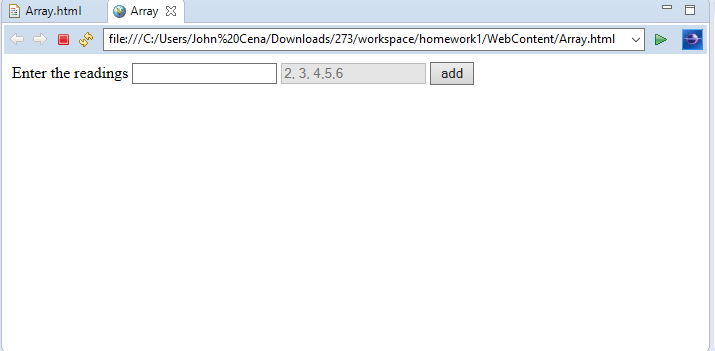 Array.html Array
file:///C:/Users/John%20Cena/Downloads/273/workspace/homework1/WebContent/Array.html
Enter the readings 2, 3, 4,5,6 add